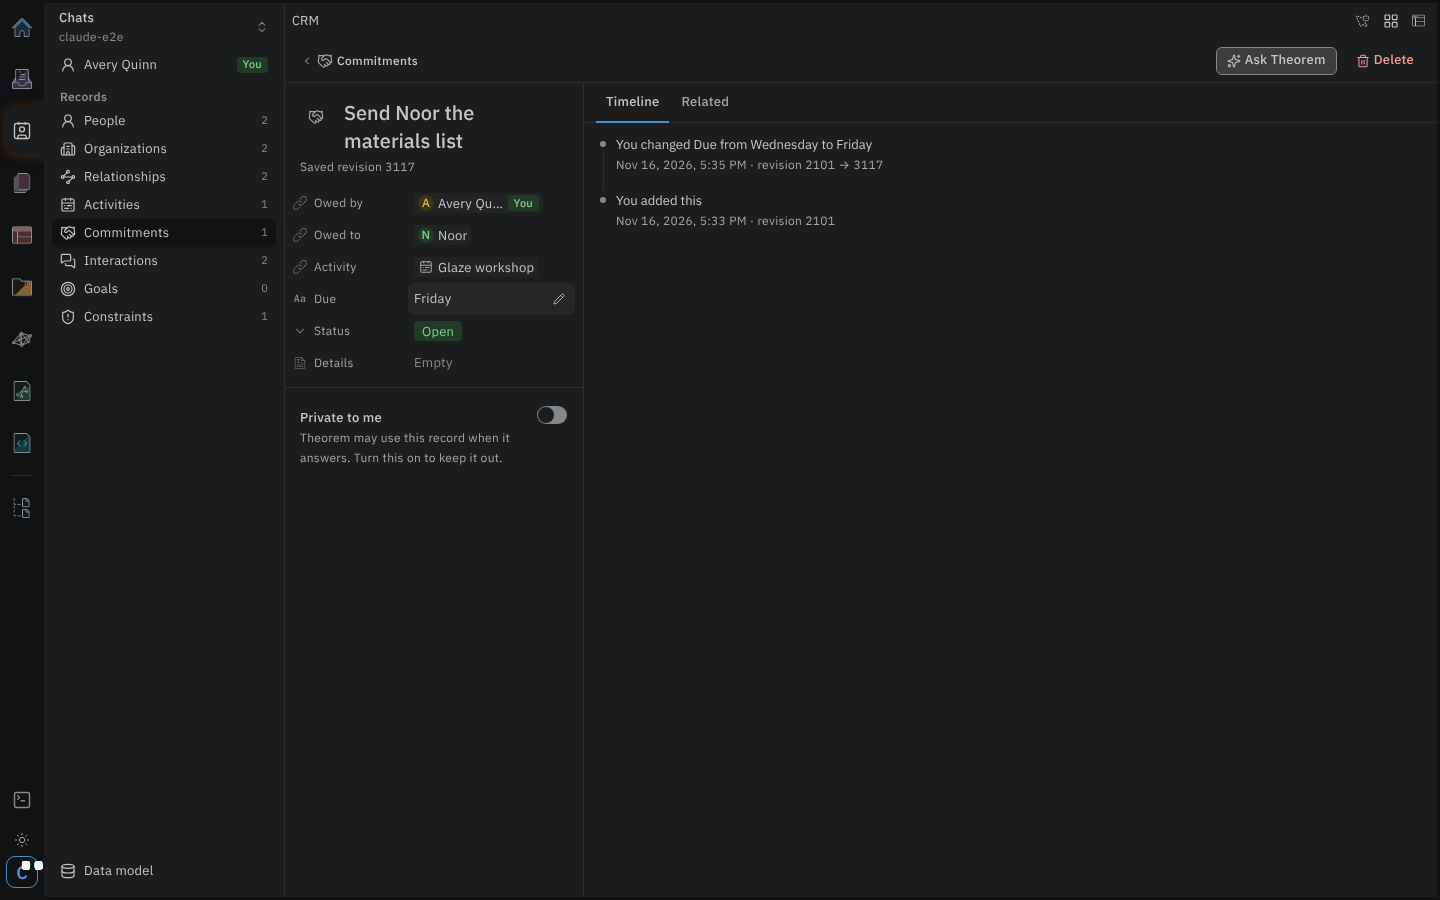 Chats
claude-e2e
Avery Quinn You
Records
People 2
Organizations 2
Relationships 2
Activities 1
Commitments 1
Interactions 2
Goals 0
Constraints 1
Data model
C
CRM
Commitments
Ask Theorem
Delete
Send Noor the
materials list
Saved revision 3117
Owed by A Avery Qu... You
Owed to N Noor
Activity Glaze workshop
Aa Due Friday
Status Open
Details Empty
Private to me
Theorem may use this record when it
answers. Turn this on to keep it out.
Timeline Related
You changed Due from Wednesday to Friday
Nov 16, 2026, 5:35 PM · revision 2101 → 3117
You added this
Nov 16, 2026, 5:33 PM · revision 2101